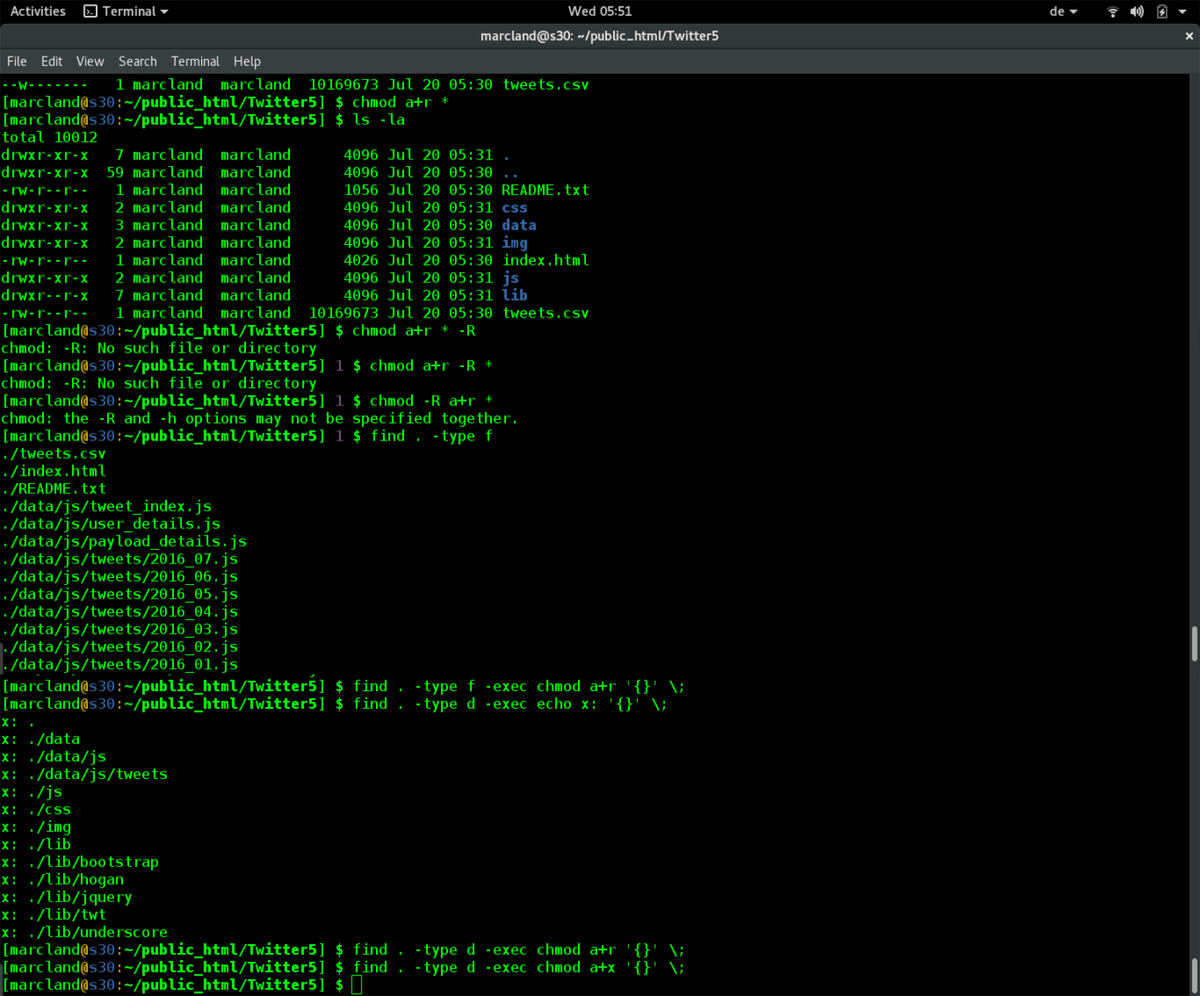 Activities Terminal Wed 05:51 de
marcland@s30: ~/public_html/Twitter5 ×
File Edit View Search Terminal Help
--w------- 1 marcland marcland 10169673 Jul 20 05:30 tweets.csv
[marcland@s30:~/public_html/Twitter5] $ chmod a+r *
[marcland@s30:~/public_html/Twitter5] $ ls -la
total 10012
drwxr-xr-x 7 marcland marcland 4096 Jul 20 05:31 .
drwxr-xr-x 59 marcland marcland 4096 Jul 20 05:30 ..
-rw-r--r-- 1 marcland marcland 1056 Jul 20 05:30 README.txt
drwxr--r-x 2 marcland marcland 4096 Jul 20 05:31 css
drwxr--r-x 3 marcland marcland 4096 Jul 20 05:30 data
drwxr--r-x 2 marcland marcland 4096 Jul 20 05:31 img
-rw-r--r-- 1 marcland marcland 4026 Jul 20 05:30 index.html
drwxr--r-x 2 marcland marcland 4096 Jul 20 05:31 js
drwxr--r-x 7 marcland marcland 4096 Jul 20 05:31 lib
-rw-r--r-- 1 marcland marcland 10169673 Jul 20 05:30 tweets.csv
[marcland@s30:~/public_html/Twitter5] $ chmod a+r * -R
chmod: -R: No such file or directory
[marcland@s30:~/public_html/Twitter5] 1 $ chmod a+r -R *
chmod: -R: No such file or directory
[marcland@s30:~/public_html/Twitter5] 1 $ chmod -R a+r *
chmod: the -R and -h options may not be specified together.
[marcland@s30:~/public_html/Twitter5] 1 $ find . -type f
./tweets.csv
./index.html
./README.txt
./data/js/tweet_index.js
./data/js/user_details.js
./data/js/payload_details.js
./data/js/tweets/2016_07.js
./data/js/tweets/2016_06.js
./data/js/tweets/2016_05.js
./data/js/tweets/2016_04.js
./data/js/tweets/2016_03.js
./data/js/tweets/2016_02.js
./data/js/tweets/2016_01.js
[marcland@s30:~/public_html/Twitter5] $ find . -type f -exec chmod a+r '{}' \;
[marcland@s30:~/public_html/Twitter5] $ find . -type d -exec echo x: '{}' \;
x: .
x: ./data
x: ./data/js
x: ./data/js/tweets
x: ./js
x: ./css
x: ./img
x: ./lib
x: ./lib/bootstrap
x: ./lib/hogan
x: ./lib/jquery
x: ./lib/twt
x: ./lib/underscore
[marcland@s30:~/public_html/Twitter5] $ find . -type d -exec chmod a+r '{}' \;
[marcland@s30:~/public_html/Twitter5] $ find . -type d -exec chmod a+x '{}' \;
[marcland@s30:~/public_html/Twitter5] $